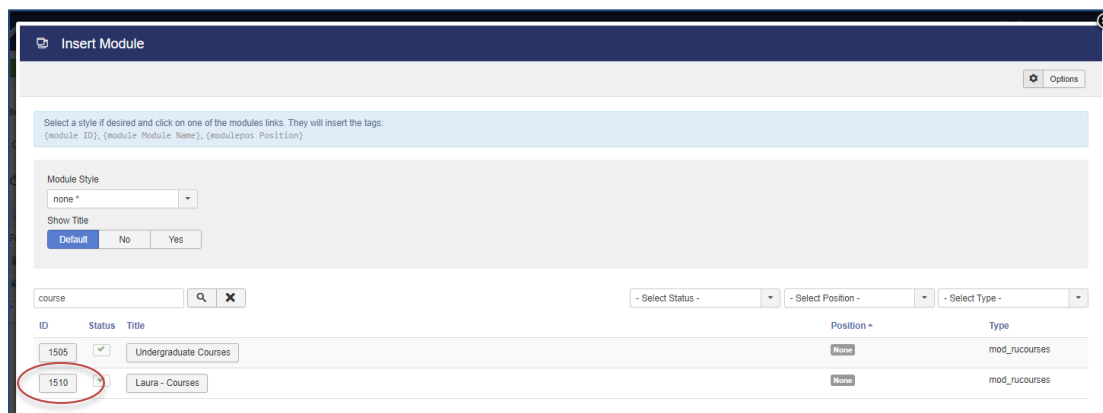 Insert Module
Options
Select a style if desired and click on one of the modules links. They will insert the tags:
{module ID}, {module Module Name}, {modulepos Position}
Module Style
none *
Show Title
Default No Yes
course - Select Status - - Select Position - - Select Type -
ID Status Title Position Type
1505 Undergraduate Courses None mod_rucourses
1510 Laura - Courses None mod_rucourses